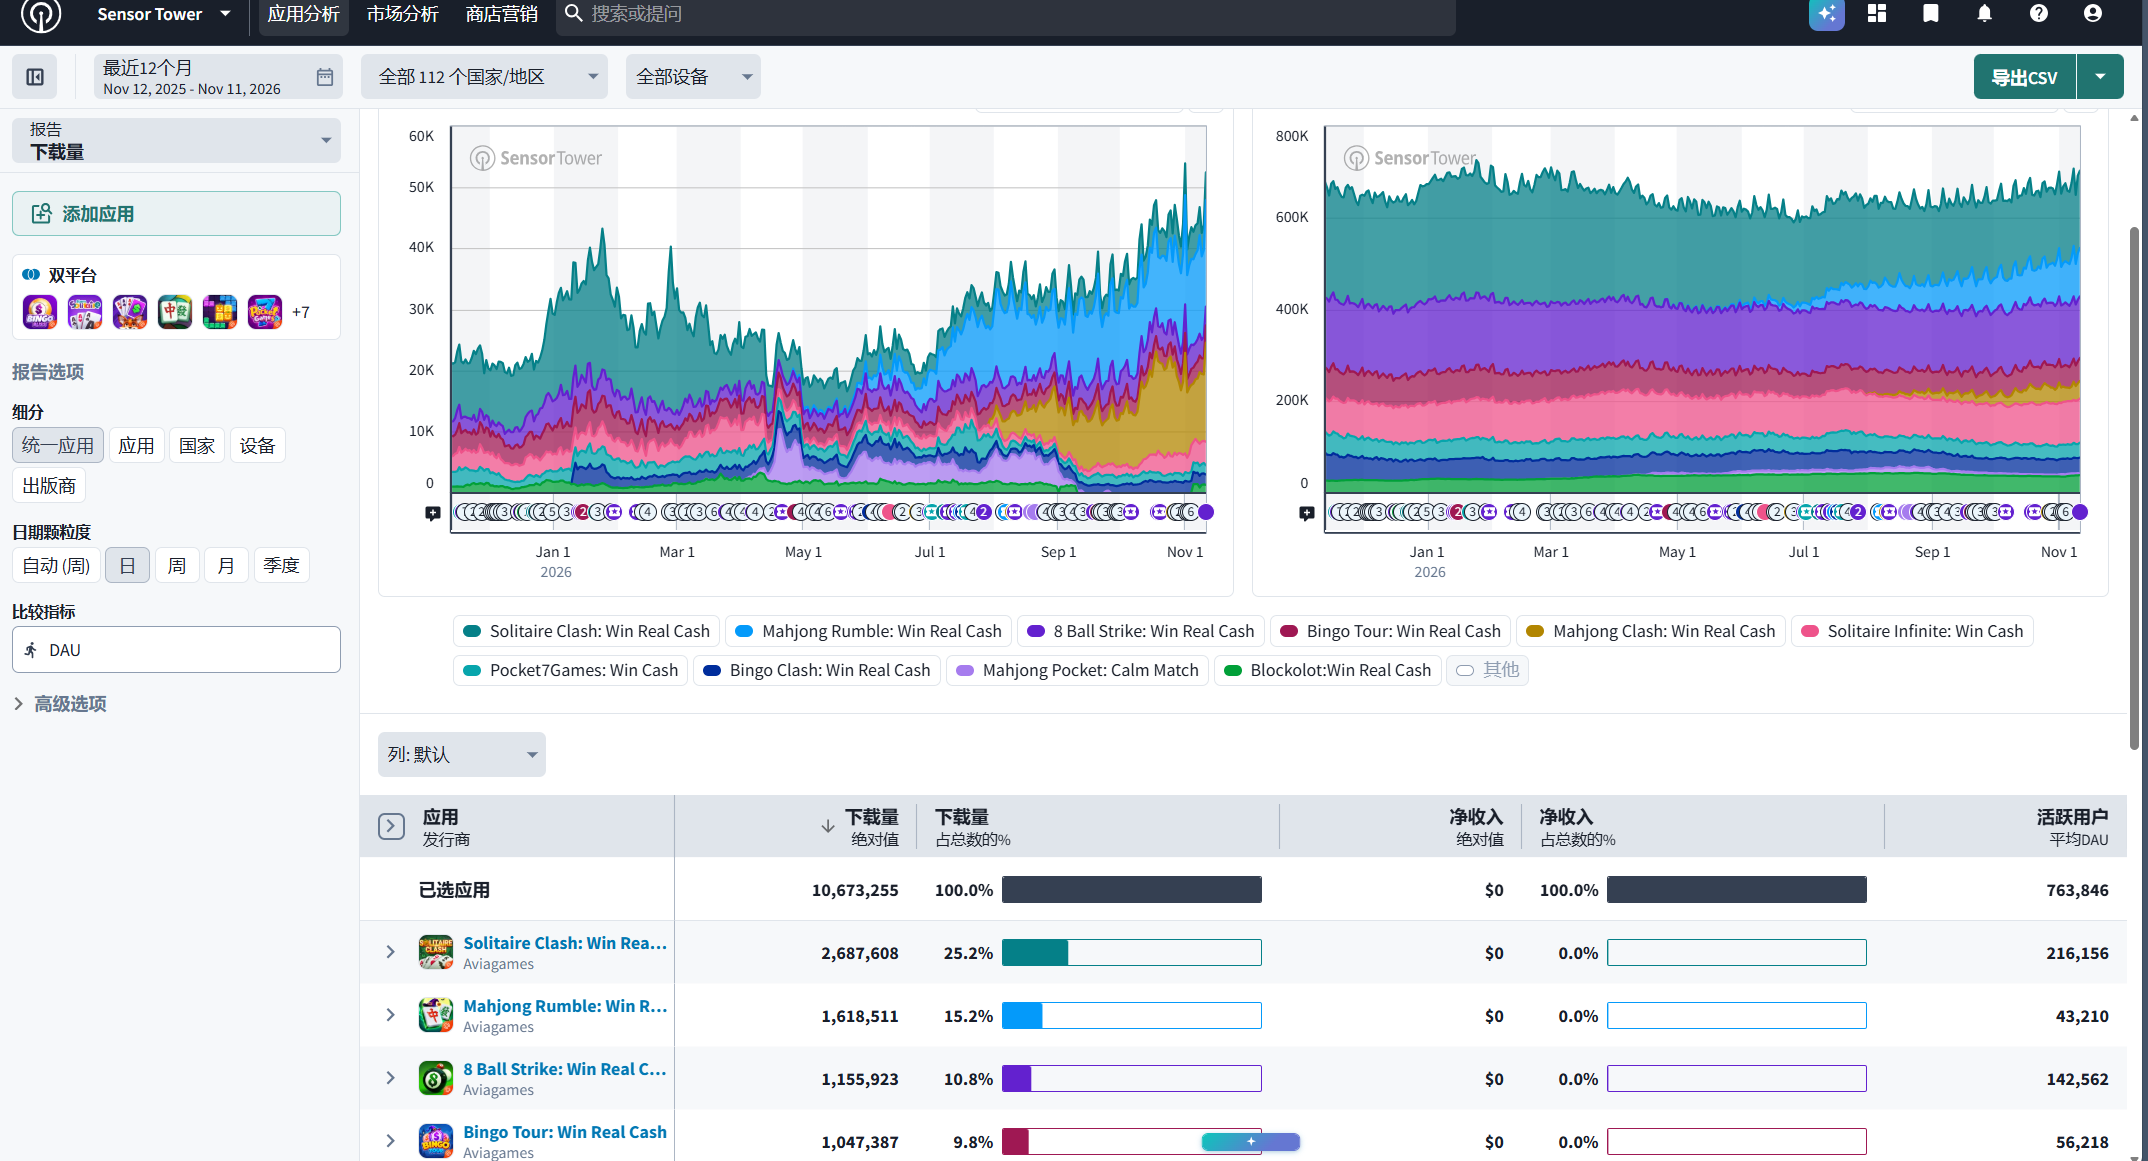 Sensor Tower
应用分析
市场分析
商店营销
搜索或提问
最近12个月
Nov 12, 2025 - Nov 11, 2026
全部 112 个国家/地区
全部设备
导出CSV
报告
下载量
添加应用
双平台
+7
报告选项
细分
统一应用
应用
国家
设备
出版商
日期颗粒度
自动 (周)
日
周
月
季度
比较指标
DAU
高级选项
60K
50K
40K
30K
20K
10K
0
SensorTower
Jan 1
2026
Mar 1
May 1
Jul 1
Sep 1
Nov 1
800K
600K
400K
200K
0
SensorTower
Jan 1
2026
Mar 1
May 1
Jul 1
Sep 1
Nov 1
Solitaire Clash: Win Real Cash
Mahjong Rumble: Win Real Cash
8 Ball Strike: Win Real Cash
Bingo Tour: Win Real Cash
Mahjong Clash: Win Real Cash
Solitaire Infinite: Win Cash
Pocket7Games: Win Cash
Bingo Clash: Win Real Cash
Mahjong Pocket: Calm Match
Blockolot:Win Real Cash
其他
列: 默认
应用
发行商
下载量
绝对值
下载量
占总数的%
净收入
绝对值
净收入
占总数的%
活跃用户
平均DAU
已选应用
10,673,255
100.0%
$0
100.0%
763,846
Solitaire Clash: Win Rea...
Aviagames
2,687,608
25.2%
$0
0.0%
216,156
Mahjong Rumble: Win R...
Aviagames
1,618,511
15.2%
$0
0.0%
43,210
8 Ball Strike: Win Real C...
Aviagames
1,155,923
10.8%
$0
0.0%
142,562
Bingo Tour: Win Real Cash
Aviagames
1,047,387
9.8%
$0
0.0%
56,218